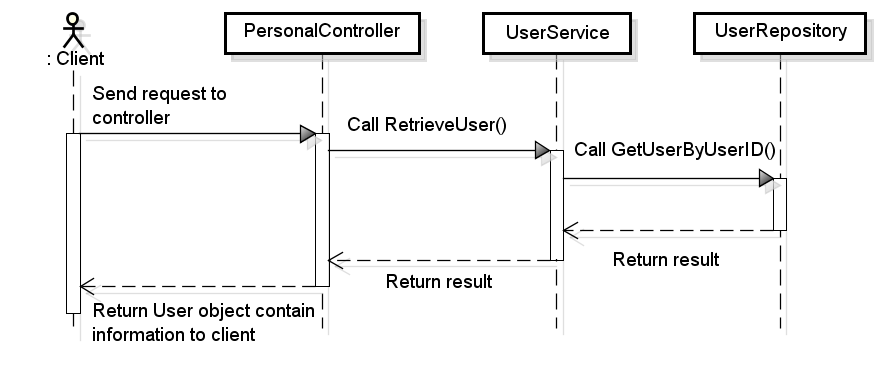 PersonalController
UserService
UserRepository
: Client
Send request to
controller
Call RetrieveUser()
Call GetUserByUserID()
Return result
Return result
Return User object contain
information to client